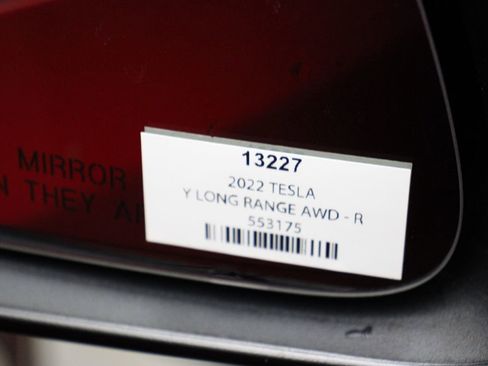 13227
2022 TESLA
Y LONG RANGE AWD - R
553175
MIRROR
THEY